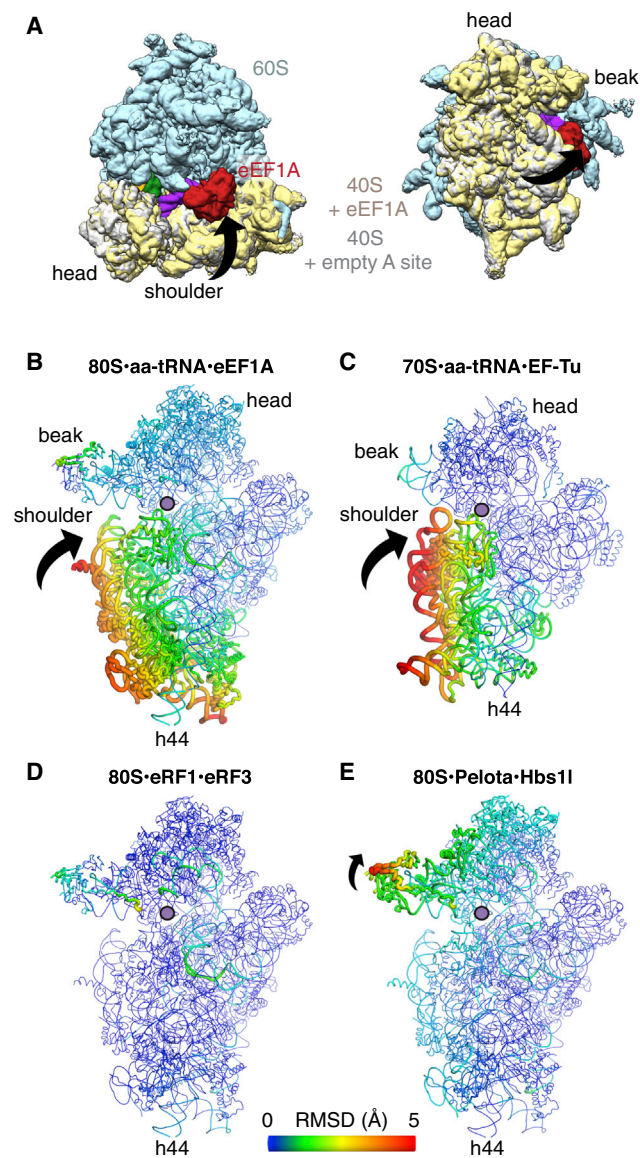 A
head
beak
60S
eEF1A
40S
+ eEF1A
40S
+ empty A site
head
shoulder
B
80S•aa-tRNA•eEF1A
head
beak
shoulder
h44
C
70S•aa-tRNA•EF-Tu
head
beak
shoulder
h44
D
80S•eRF1•eRF3
h44
E
80S•Pelota•Hbs1l
h44
0 RMSD (Å) 5